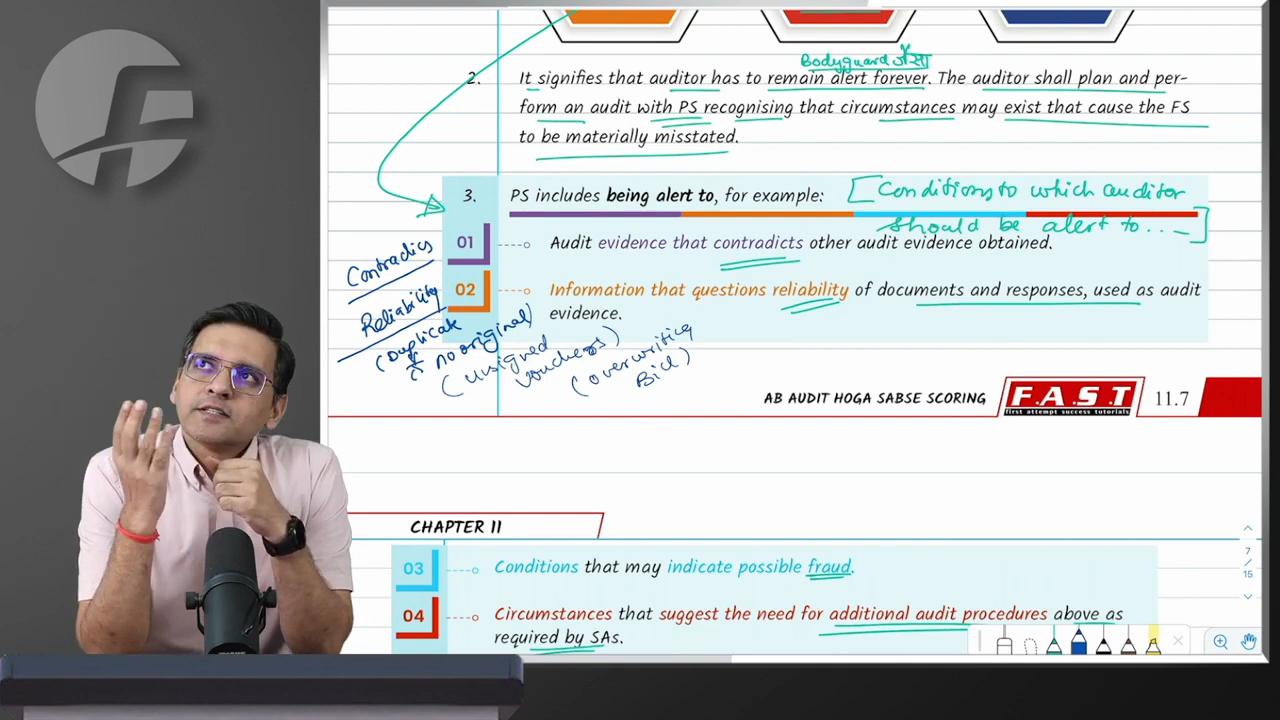 Bodyguard जैसा
2. It signifies that auditor has to remain alert forever. The auditor shall plan and per-
form an audit with PS recognising that circumstances may exist that cause the FS
to be materially misstated.
3. PS includes being alert to, for example: [Conditions to which auditor
should be alert to...]
01 Audit evidence that contradicts other audit evidence obtained.
Contradics
02 Information that questions reliability of documents and responses, used as audit
evidence.
Reliability
(Duplicate
& no original)
(unsigned
vouchers)
(overwriting
Bill)
AB AUDIT HOGA SABSE SCORING F.A.S.T 11.7
first attempt success tutorials
CHAPTER 11
7
/
15
03 Conditions that may indicate possible fraud.
04 Circumstances that suggest the need for additional audit procedures above as
required by SAs.